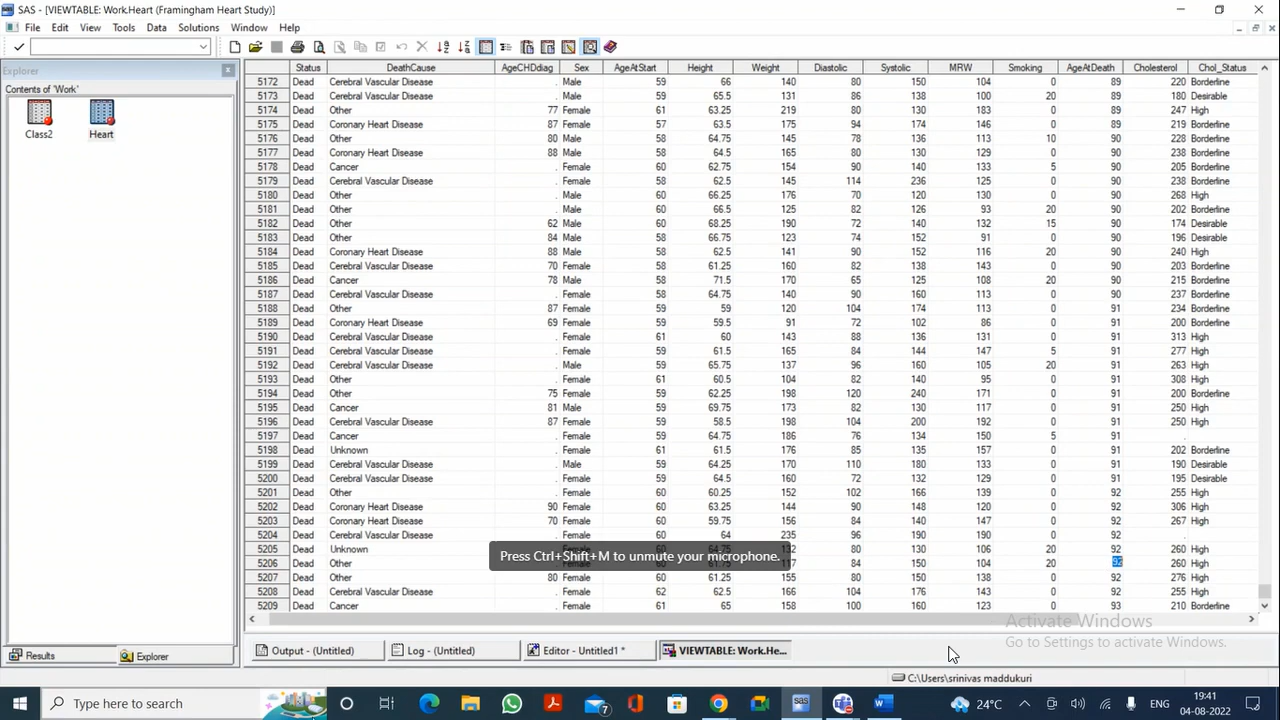 SAS - [VIEWTABLE: Work.Heart (Framingham Heart Study)]
File Edit View Tools Data Solutions Window Help
Explorer
Contents of 'Work'
Class2 Heart
Status DeathCause AgeCHDdiag Sex AgeAtStart Height Weight Diastolic Systolic MRW Smoking AgeAtDeath Cholesterol Chol_Status
5172 Dead Cerebral Vascular Disease . Male 59 66 140 80 150 104 0 89 220 Borderline
5173 Dead Cerebral Vascular Disease . Male 59 65.5 131 86 138 100 20 89 180 Desirable
5174 Dead Other 77 Female 61 63.25 219 80 130 183 0 89 247 High
5175 Dead Coronary Heart Disease 87 Female 57 63.5 175 94 174 146 0 89 219 Borderline
5176 Dead Other 80 Male 58 64.75 145 78 136 113 10 90 228 Borderline
5177 Dead Coronary Heart Disease 88 Male 58 64.5 165 80 130 129 0 90 238 Borderline
5178 Dead Cancer . Female 60 62.75 154 90 140 133 5 90 205 Borderline
5179 Dead Cerebral Vascular Disease . Male 58 62.5 145 114 236 125 0 90 238 Borderline
5180 Dead Other . Male 60 66.25 176 70 120 130 0 90 268 High
5181 Dead Other . Male 60 66.5 125 82 126 93 20 90 202 Borderline
5182 Dead Other 62 Male 60 68.25 190 72 140 132 15 90 174 Desirable
5183 Dead Other 84 Male 58 66.75 123 74 152 91 0 90 196 Desirable
5184 Dead Coronary Heart Disease 88 Male 58 62.5 141 90 152 116 20 90 240 High
5185 Dead Cerebral Vascular Disease 70 Female 58 61.25 160 82 138 143 0 90 203 Borderline
5186 Dead Cancer 78 Male 58 71.5 170 65 125 108 20 90 215 Borderline
5187 Dead Cerebral Vascular Disease . Female 58 64.75 140 90 160 113 0 90 237 Borderline
5188 Dead Other 87 Female 59 59 120 104 174 113 0 91 234 Borderline
5189 Dead Coronary Heart Disease 69 Female 59 59.5 91 72 102 86 0 91 200 Borderline
5190 Dead Cerebral Vascular Disease . Female 61 60 143 88 136 131 0 91 313 High
5191 Dead Cerebral Vascular Disease . Female 59 61.5 165 84 144 147 5 91 277 High
5192 Dead Cerebral Vascular Disease . Male 59 65.75 137 96 160 105 20 91 263 High
5193 Dead Other . Female 61 60.5 104 82 140 95 0 91 308 High
5194 Dead Other 75 Female 60 62.25 198 120 240 171 0 91 200 Borderline
5195 Dead Cancer 81 Male 60 69.75 173 82 130 117 0 91 250 High
5196 Dead Cerebral Vascular Disease 87 Female 60 58.5 198 104 200 192 0 91 250 High
5197 Dead Cancer . Female 59 64.75 186 76 134 150 5 91 .
5198 Dead Unknown . Female 61 61.5 176 85 135 157 0 91 202 Borderline
5199 Dead Cerebral Vascular Disease . Male 59 64.25 170 110 180 133 0 91 190 Desirable
5200 Dead Cerebral Vascular Disease . Female 59 64.5 160 72 132 129 0 91 195 Desirable
5201 Dead Other . Female 60 60.25 152 102 166 139 0 92 255 High
5202 Dead Coronary Heart Disease 90 Female 60 63.25 144 90 148 120 0 92 306 High
5203 Dead Coronary Heart Disease 70 Female 60 59.75 156 84 140 147 0 92 267 High
5204 Dead Cerebral Vascular Disease . Female 60 64 235 96 190 190 0 92 .
5205 Dead Unknown 80 130 106 20 92 260 High
5206 Dead Other 84 150 104 20 92 260 High
5207 Dead Other 80 Female 60 61.25 155 80 150 138 0 92 276 High
5208 Dead Cerebral Vascular Disease . Female 62 62.5 166 104 176 143 0 92 255 High
5209 Dead Cancer . Female 61 65 158 100 160 123 0 93 210 Borderline
Press Ctrl+Shift+M to unmute your microphone.
Activate Windows
Go to Settings to activate Windows.
Results Explorer
Output - (Untitled) Log - (Untitled) Editor - Untitled1 * VIEWTABLE: Work.He...
C:\Users\srinivas maddukuri
Type here to search
7
sas
24°C
ENG
19:41
04-08-2022